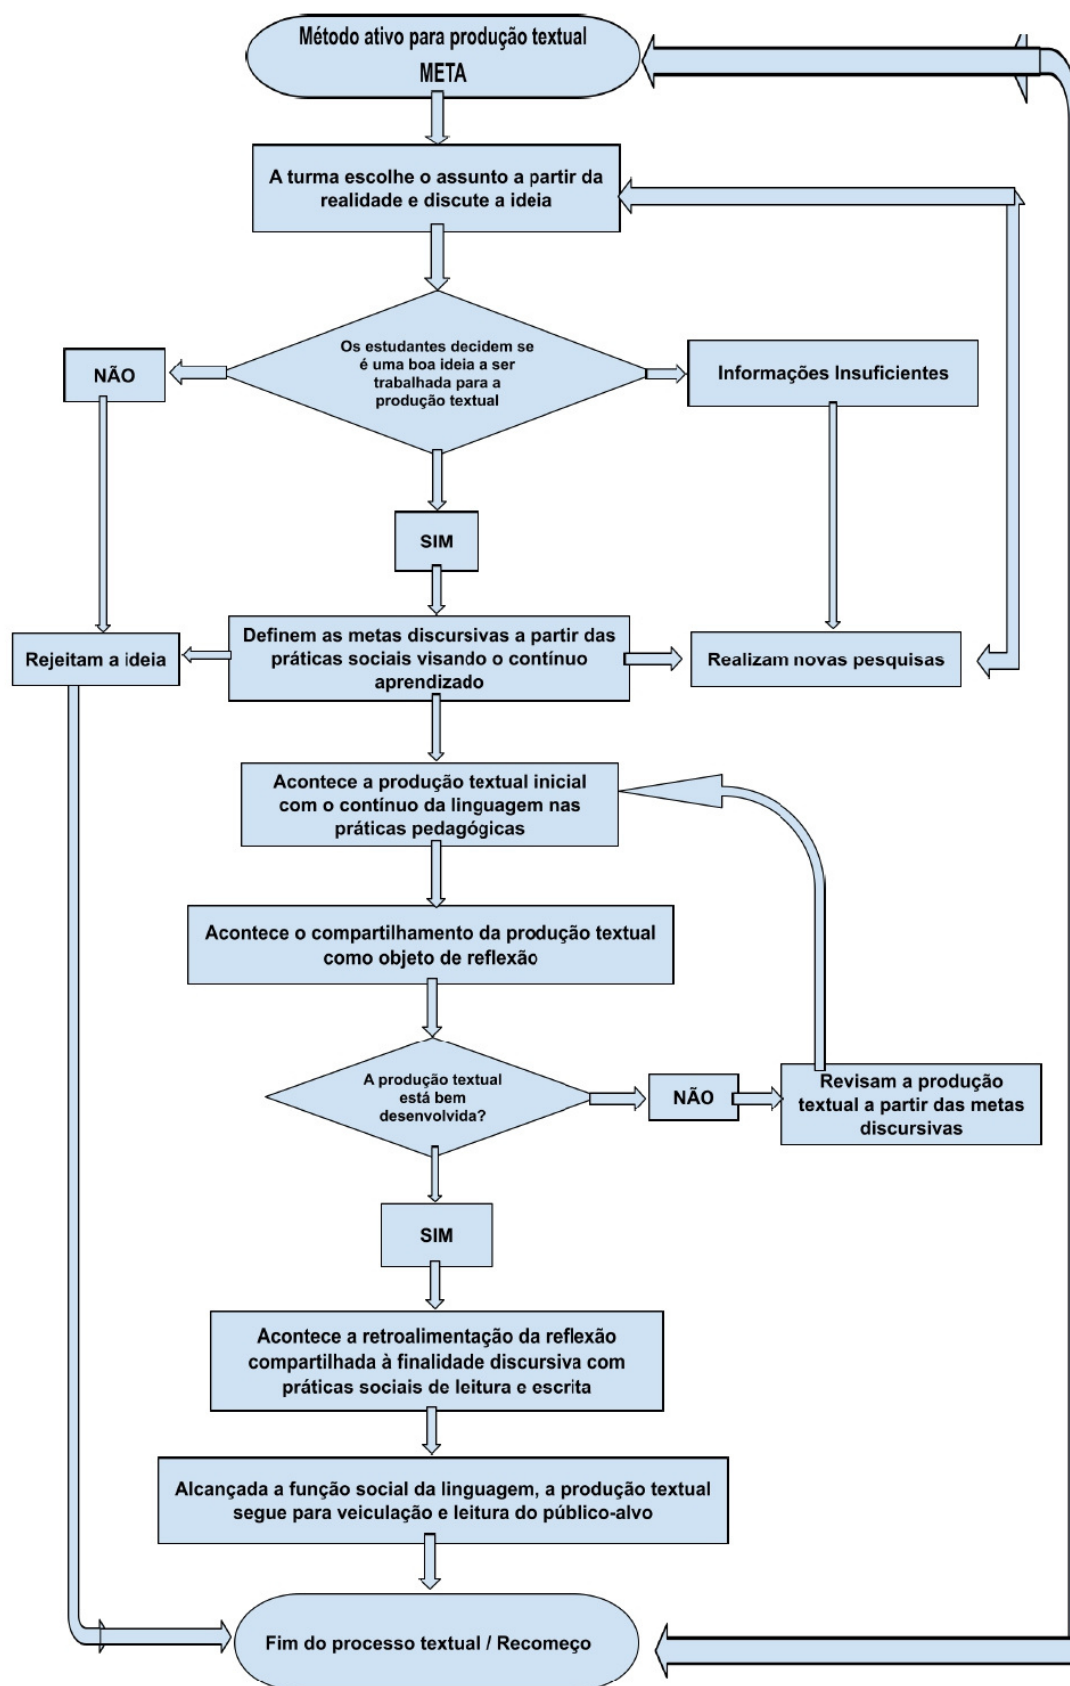 Método ativo para produção textual
META
A turma escolhe o assunto a partir da
realidade e discute a ideia
Os estudantes decidem se
é uma boa ideia a ser
trabalhada para a
produção textual
NÃO
Informações Insuficientes
SIM
Rejeitam a ideia
Definem as metas discursivas a partir das
práticas sociais visando o contínuo
aprendizado
Realizam novas pesquisas
Acontece a produção textual inicial
com o contínuo da linguagem nas
práticas pedagógicas
Acontece o compartilhamento da produção textual
como objeto de reflexão
A produção textual
está bem
desenvolvida?
NÃO
Revisam a produção
textual a partir das metas
discursivas
SIM
Acontece a retroalimentação da reflexão
compartilhada à finalidade discursiva com
práticas sociais de leitura e escrita
Alcançada a função social da linguagem, a produção textual
segue para veiculação e leitura do público-alvo
Fim do processo textual / Recomeço